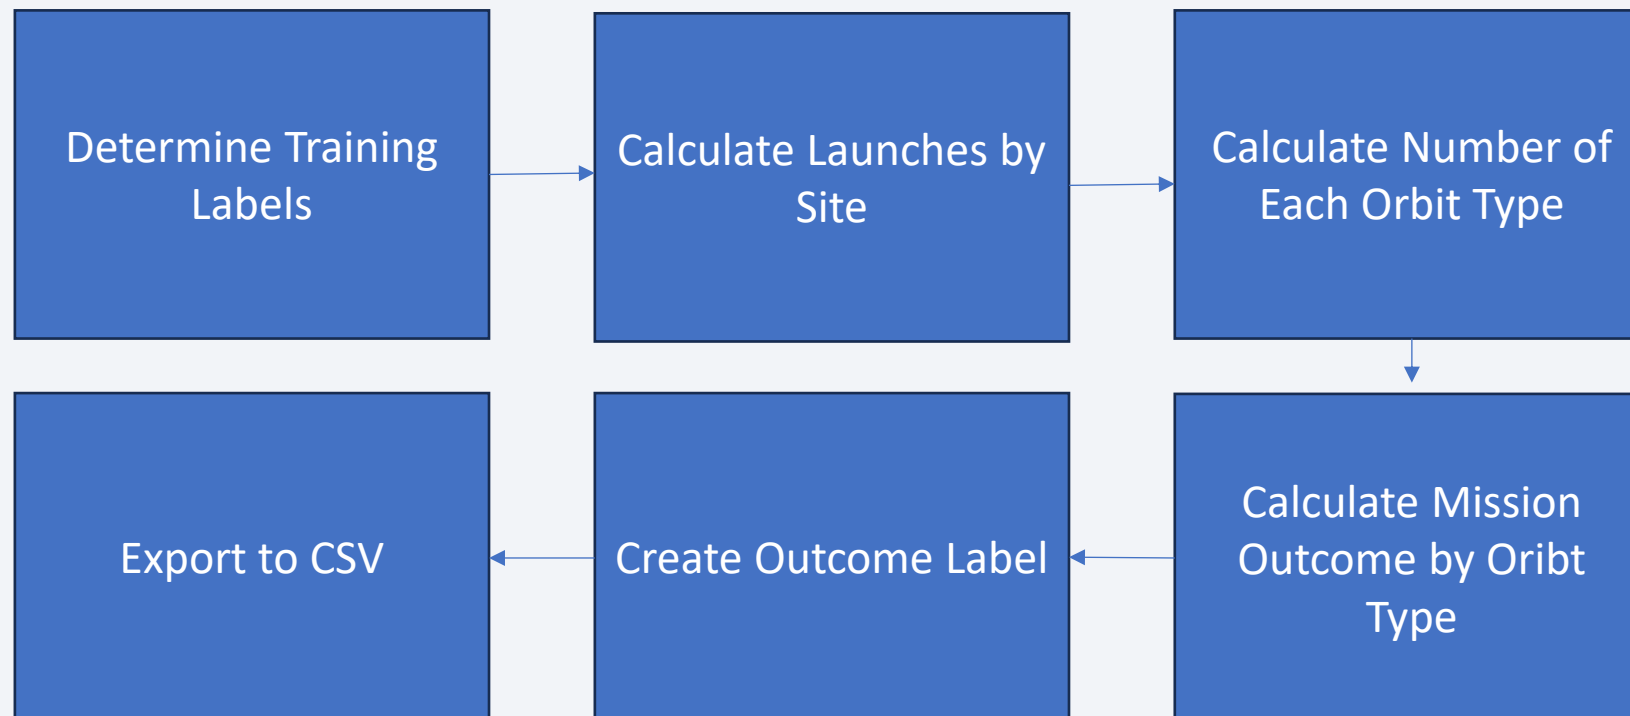 Determine Training
Labels
Calculate Launches by
Site
Calculate Number of
Each Orbit Type
Calculate Mission
Outcome by Oribt
Type
Create Outcome Label
Export to CSV